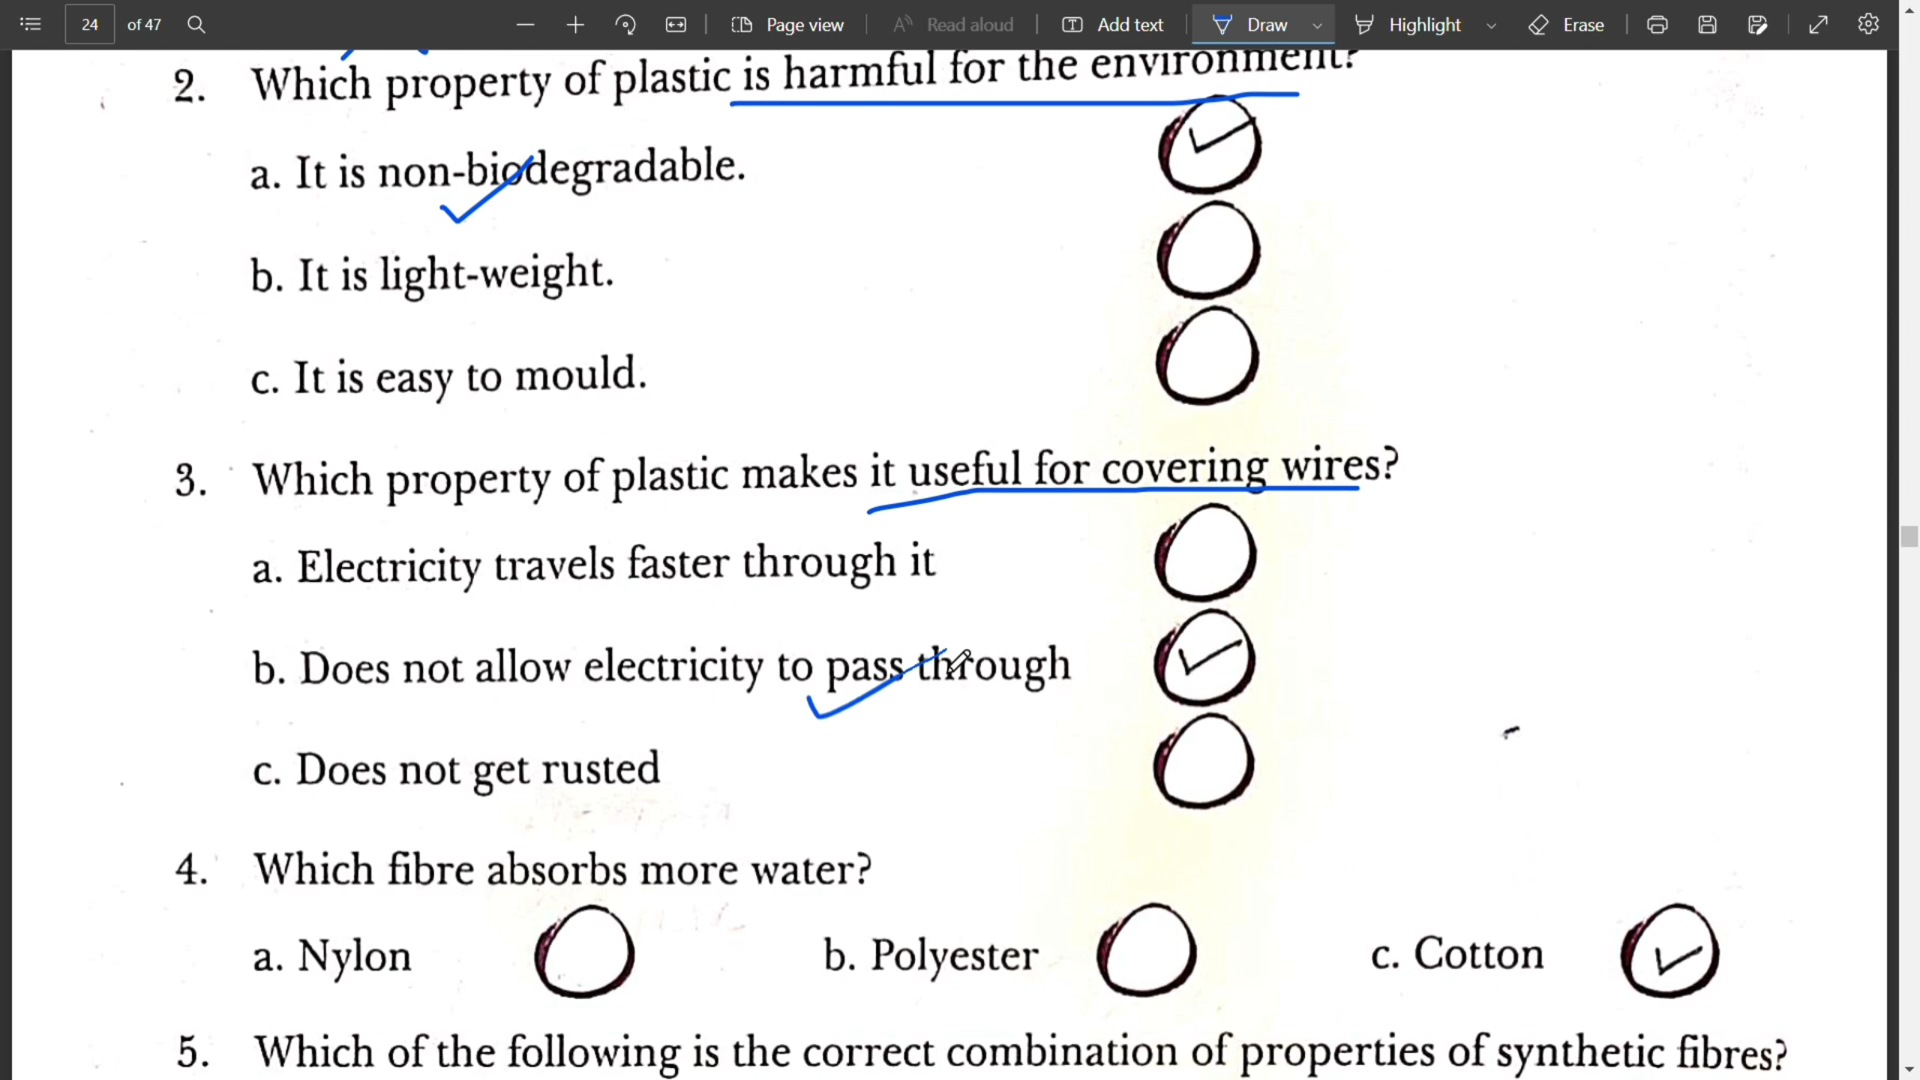 24 of 47 Page view Read aloud Add text Draw Highlight Erase
2. Which property of plastic is harmful for the environment?
a. It is non-biodegradable.
b. It is light-weight.
c. It is easy to mould.
3. Which property of plastic makes it useful for covering wires?
a. Electricity travels faster through it
b. Does not allow electricity to pass through
c. Does not get rusted
4. Which fibre absorbs more water?
a. Nylon b. Polyester c. Cotton
5. Which of the following is the correct combination of properties of synthetic fibres?